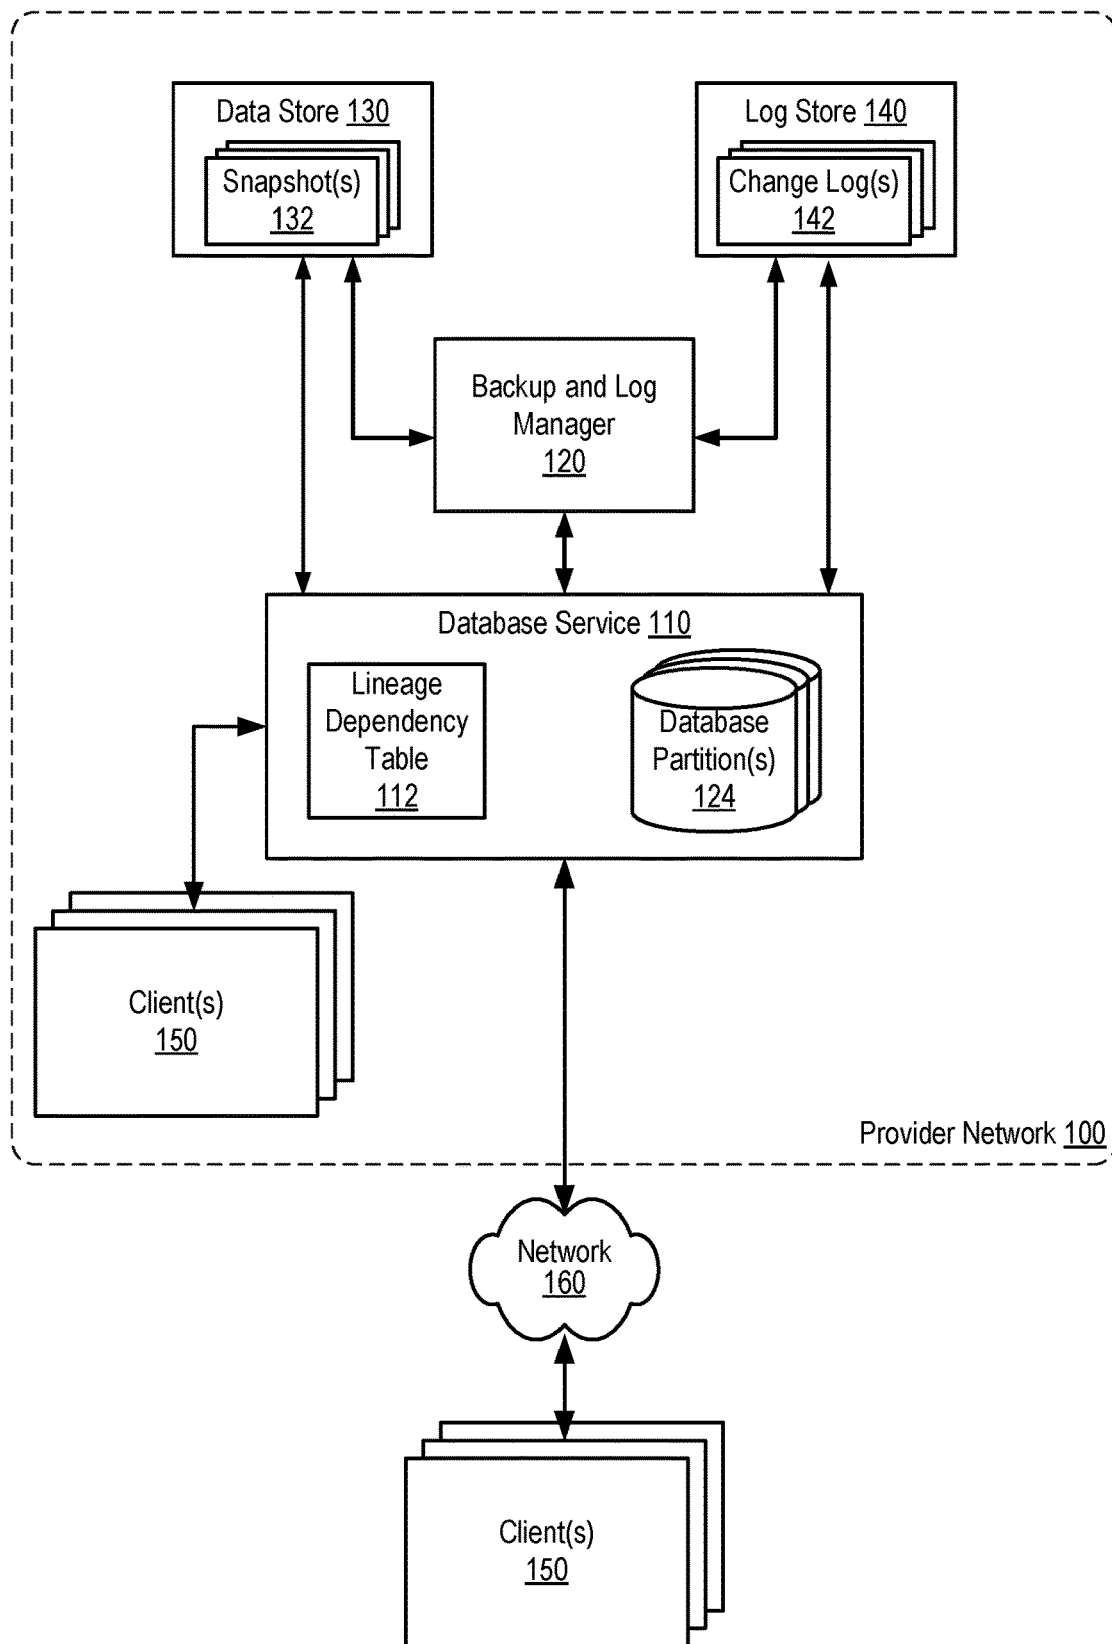 Data Store 130
Snapshot(s)
132
Log Store 140
Change Log(s)
142
Backup and Log
Manager
120
Database Service 110
Lineage
Dependency
Table
112
Database
Partition(s)
124
Client(s)
150
Provider Network 100
Network
160
Client(s)
150